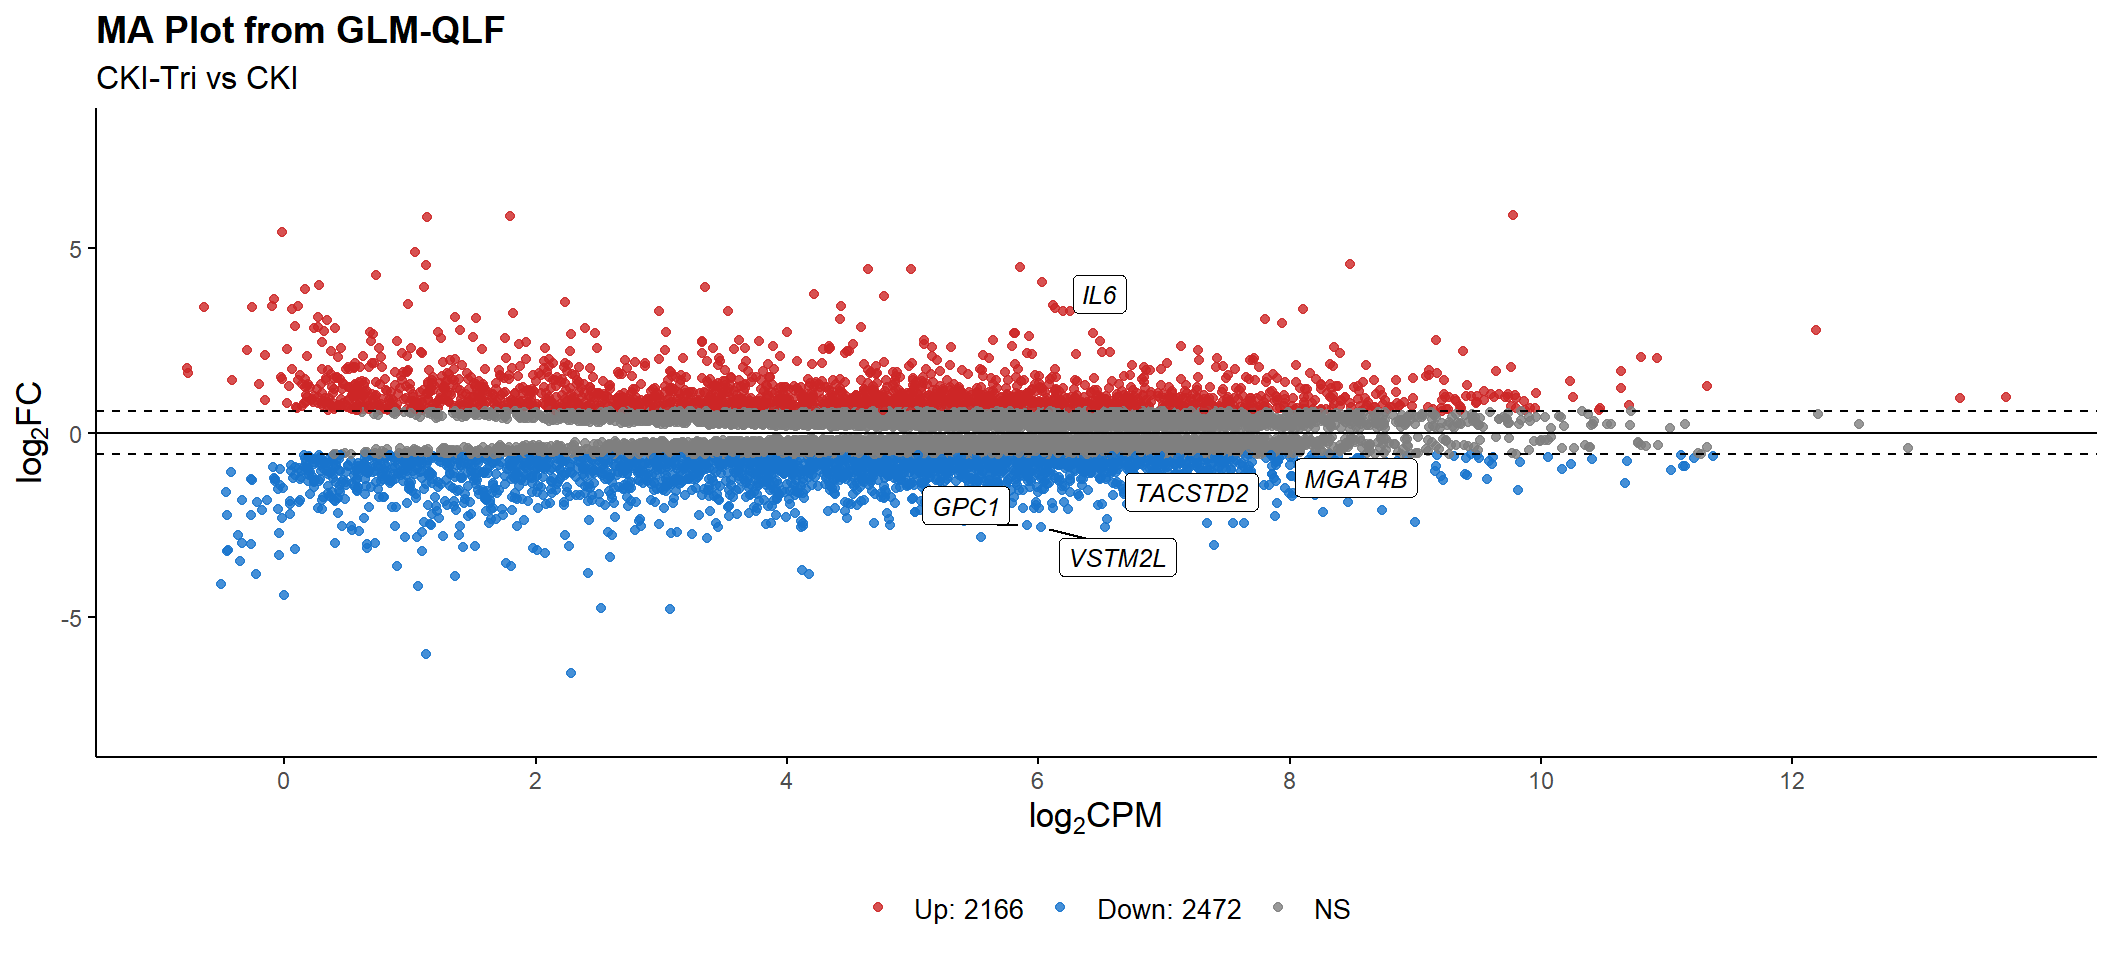 MA Plot from GLM-QLF
CKI-Tri vs CKI
log₂FC
5
0
-5
IL6
MGAT4B
TACSTD2
GPC1
VSTM2L
0 2 4 6 8 10 12
log₂CPM
Up: 2166 Down: 2472 NS